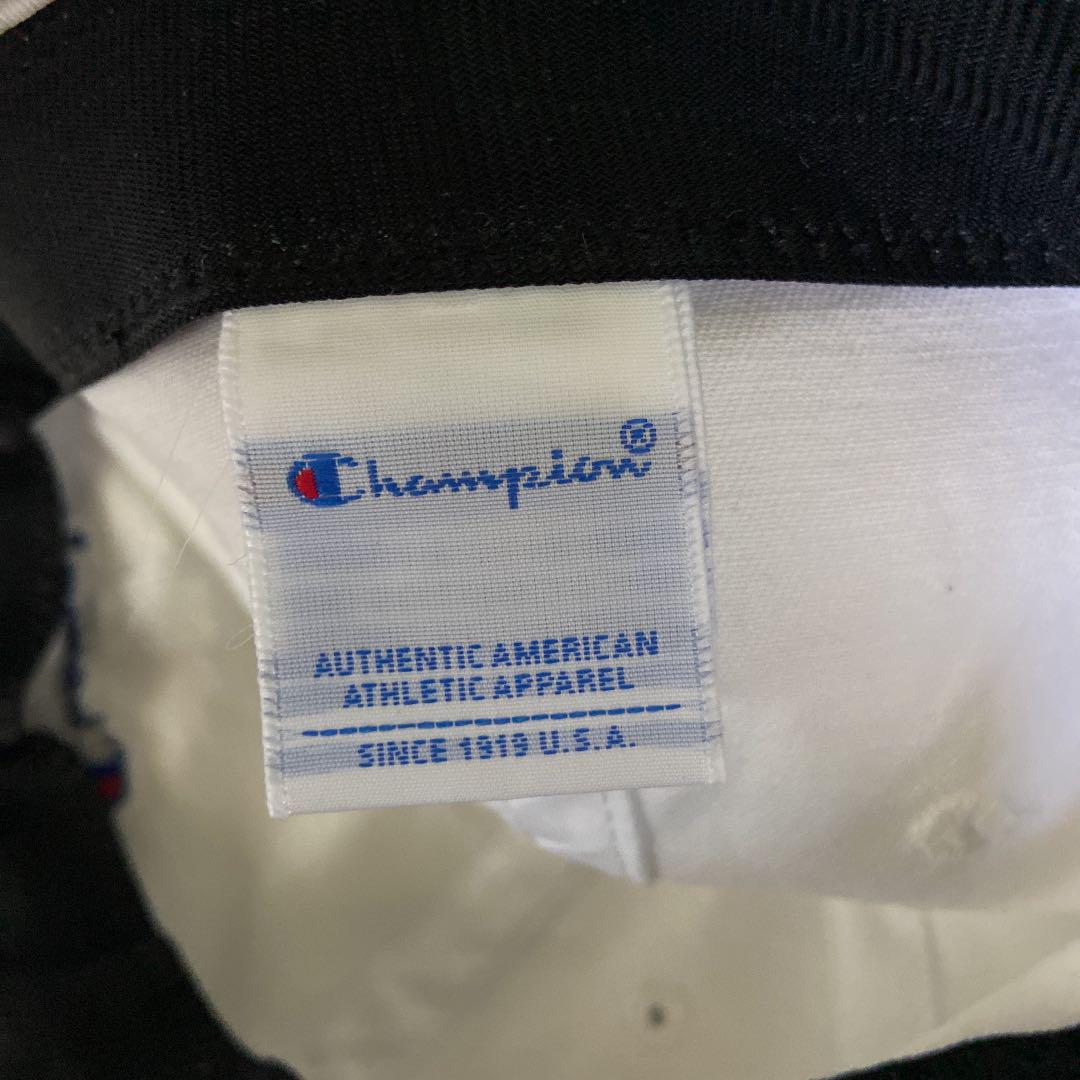 Champion®
AUTHENTIC AMERICAN
ATHLETIC APPAREL
SINCE 1919 U.S.A.